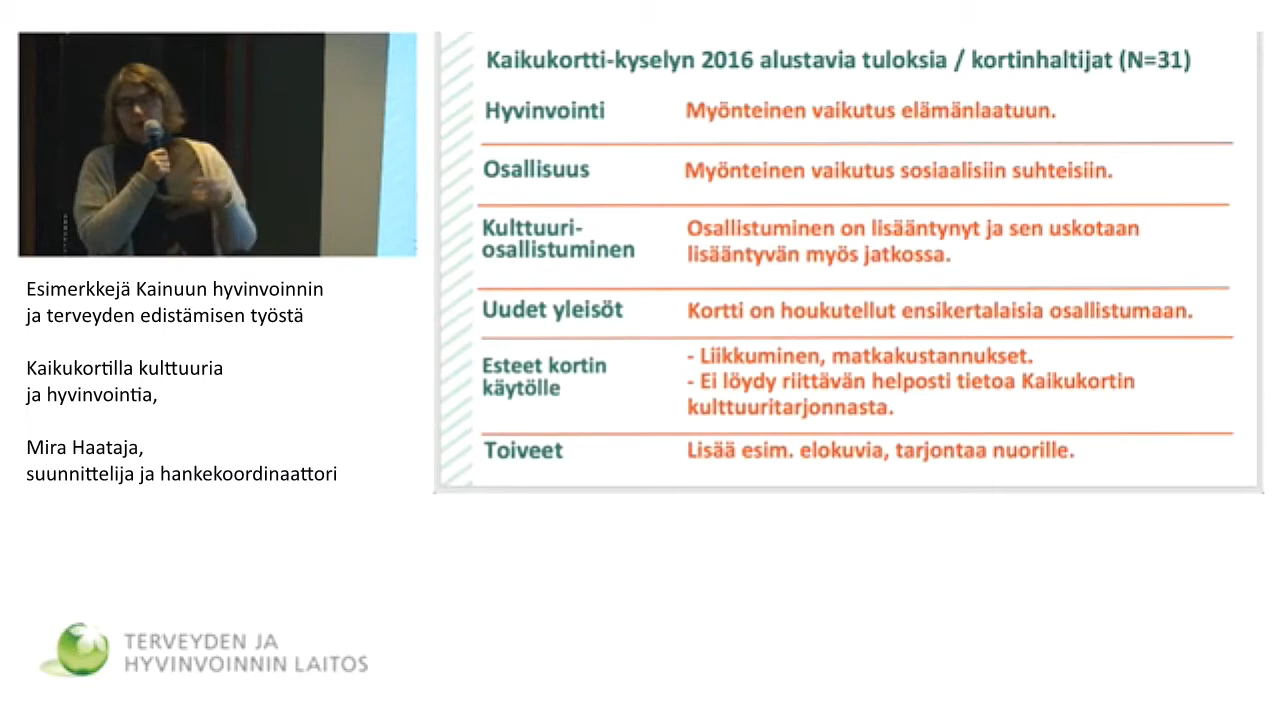 Kaikukortti-kyselyn 2016 alustavia tuloksia / kortinhaltijat (N=31)
Hyvinvointi Myönteinen vaikutus elämänlaatuun.
Osallisuus Myönteinen vaikutus sosiaalisiin suhteisiin.
Kulttuuri-
osallistuminen
Osallistuminen on lisääntynyt ja sen uskotaan
lisääntyvän myös jatkossa.
Uudet yleisöt Kortti on houkutellut ensikertalaisia osallistumaan.
Esteet kortin
käytölle
- Liikkuminen, matkakustannukset.
- Ei löydy riittävän helposti tietoa Kaikukortin
kulttuuritarjonnasta.
Toiveet Lisää esim. elokuvia, tarjontaa nuorille.
Esimerkkejä Kainuun hyvinvoinnin
ja terveyden edistämisen työstä
Kaikukortilla kulttuuria
ja hyvinvointia,
Mira Haataja,
suunnittelija ja hankekoordinaattori
TERVEYDEN JA
HYVINVOINNIN LAITOS